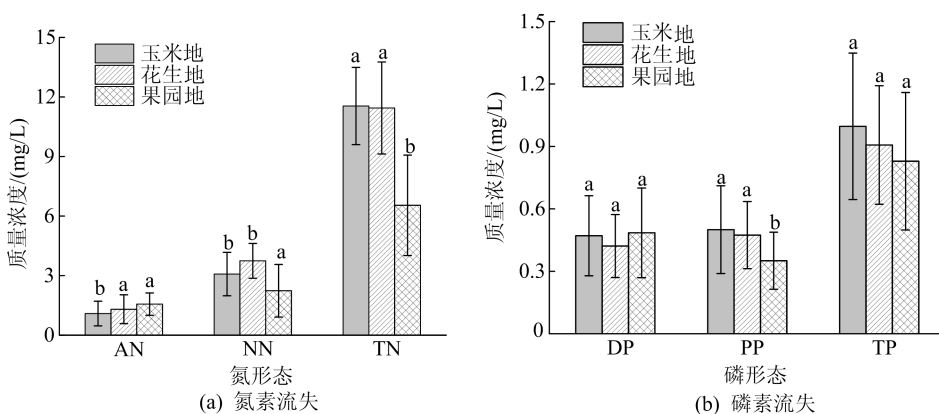 15
12
9
6
3
0
质量浓度/(mg/L)
玉米地
花生地
果园地
b a a
b b a
a a b
AN NN TN
氮形态
(a) 氮素流失
1.5
1.2
0.9
0.6
0.3
0
质量浓度/(mg/L)
玉米地
花生地
果园地
a a a
a a b
a a a
DP PP TP
磷形态
(b) 磷素流失